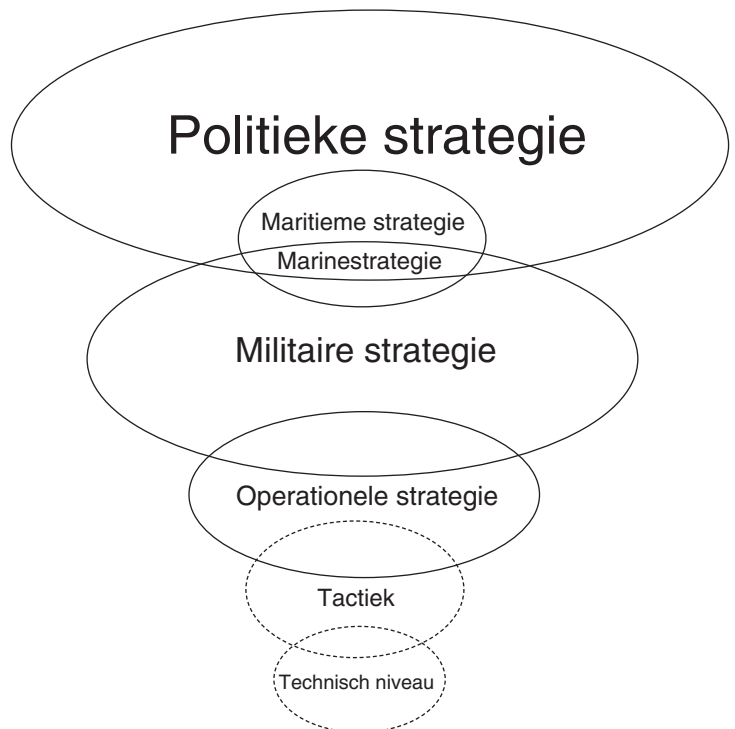 Politieke strategie
Maritieme strategie
Marinestrategie
Militaire strategie
Operationele strategie
Tactiek
Technisch niveau